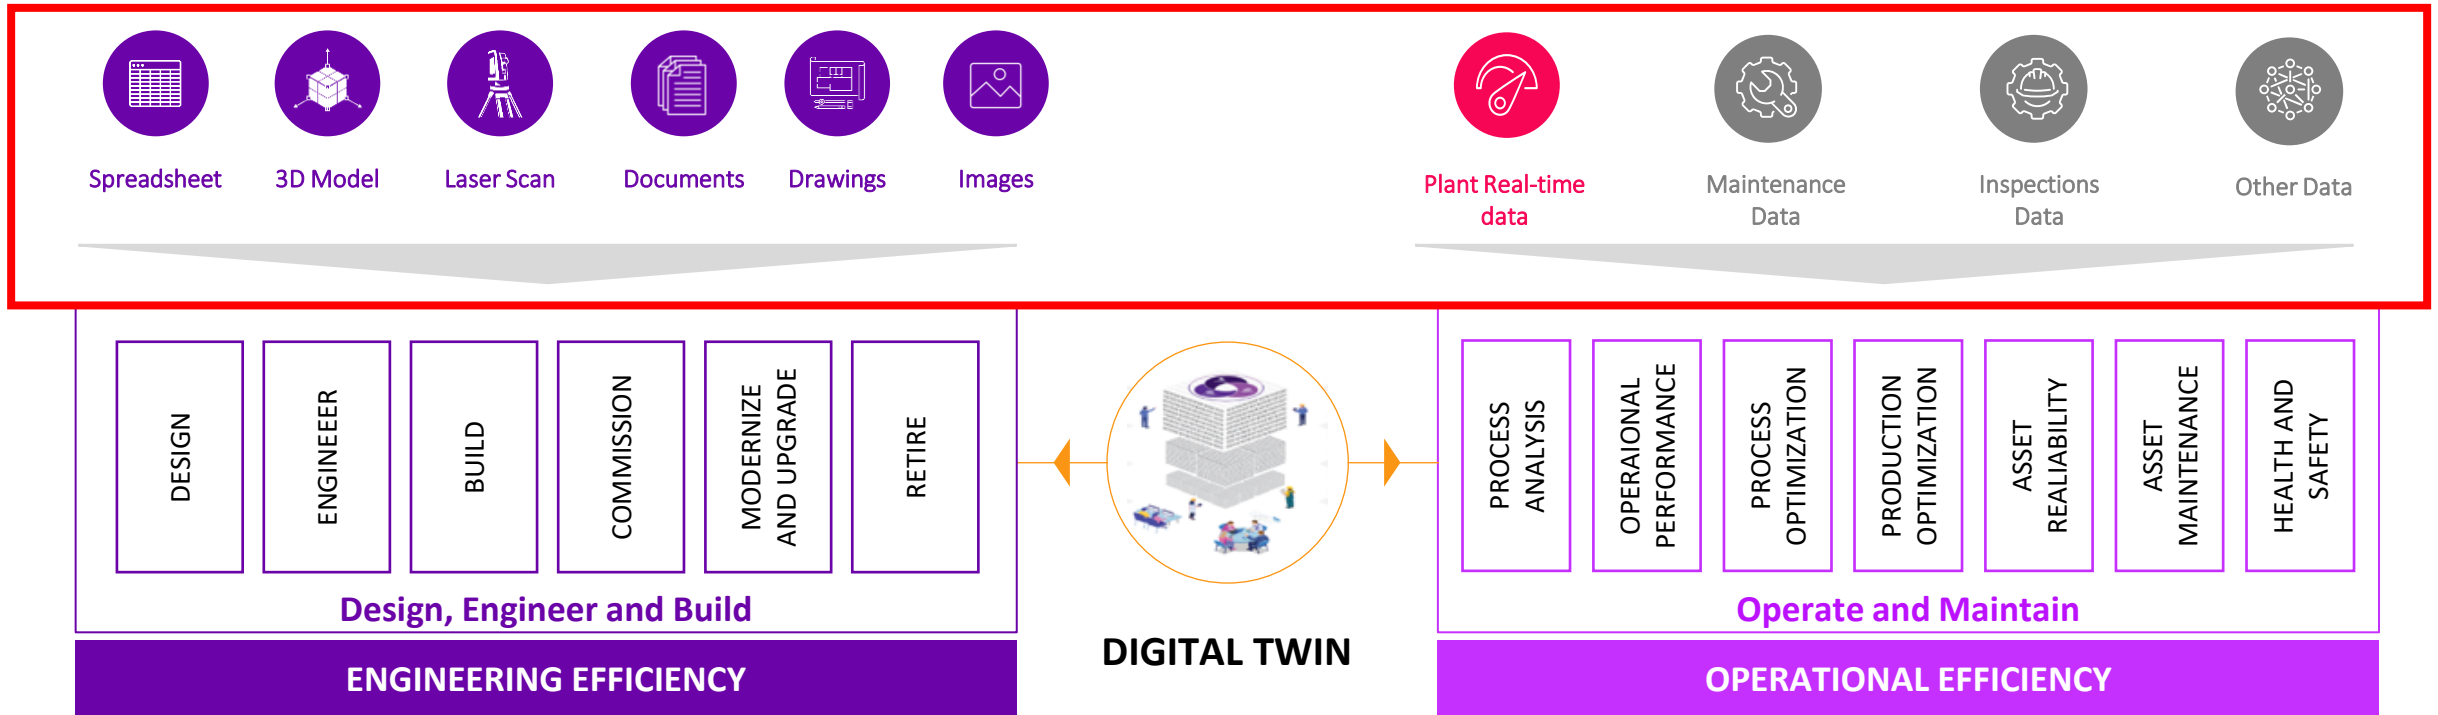 Spreadsheet
3D Model
Laser Scan
Documents
Drawings
Images
Plant Real-time
data
Maintenance
Data
Inspections
Data
Other Data
DESIGN
ENGINEEER
BUILD
COMMISSION
MODERNIZE
AND UPGRADE
RETIRE
Design, Engineer and Build
ENGINEERING EFFICIENCY
DIGITAL TWIN
PROCESS
ANALYSIS
OPERAIONAL
PERFORMANCE
PROCESS
OPTIMIZATION
PRODUCTION
OPTIMIZATION
ASSET
REALIABILITY
ASSET
MAINTENANCE
HEALTH AND
SAFETY
Operate and Maintain
OPERATIONAL EFFICIENCY